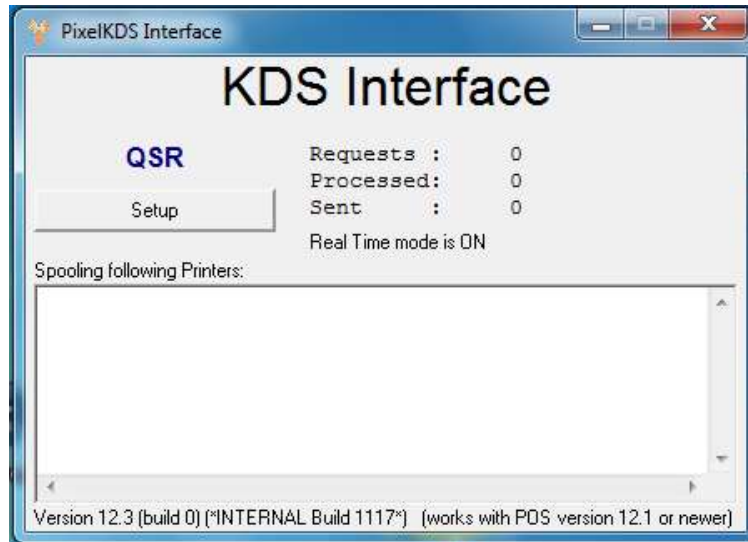 PixelKDS Interface
KDS Interface
QSR
Setup
Requests : 0
Processed: 0
Sent : 0
Real Time mode is ON
Spooling following Printers:
Version 12.3 (build 0) (*INTERNAL Build 1117*) (works with POS version 12.1 or newer)